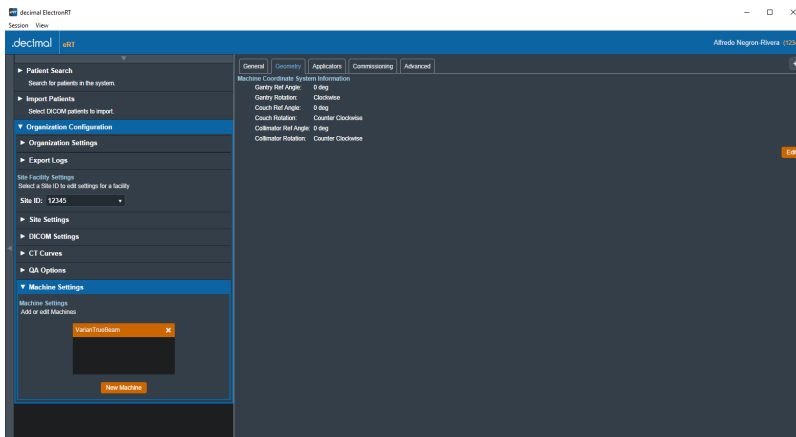 decimal ElectronRT
Session View
.decimal eRT
Alfredo Negron-Rivera (123
Patient Search
Search for patients in the system.
Import Patients
Select DICOM patients to import.
Organization Configuration
Organization Settings
Export Logs
Site Facility Settings
Select a Site ID to edit settings for a facility
Site ID: 12345
Site Settings
DICOM Settings
CT Curves
QA Options
Machine Settings
Machine Settings
Add or edit Machines
VarianTrueBeam
New Machine
General Geometry Applicators Commissioning Advanced
Machine Coordinate System Information
Gantry Ref Angle: 0 deg
Gantry Rotation: Clockwise
Couch Ref Angle: 0 deg
Couch Rotation: Counter Clockwise
Collimator Ref Angle: 0 deg
Collimator Rotation: Counter Clockwise
Edit